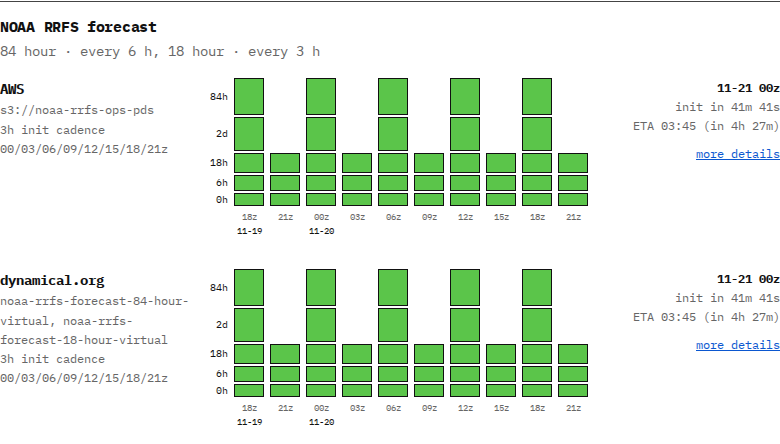 NOAA RRFS forecast
84 hour · every 6 h, 18 hour · every 3 h
AWS
s3://noaa-rrfs-ops-pds
3h init cadence
00/03/06/09/12/15/18/21z
84h
2d
18h
6h
0h
18z 21z 00z 03z 06z 09z 12z 15z 18z 21z
11-19 11-20
11-21 00z
init in 41m 41s
ETA 03:45 (in 4h 27m)
more details
dynamical.org
noaa-rrfs-forecast-84-hour-
virtual, noaa-rrfs-
forecast-18-hour-virtual
3h init cadence
00/03/06/09/12/15/18/21z
84h
2d
18h
6h
0h
18z 21z 00z 03z 06z 09z 12z 15z 18z 21z
11-19 11-20
11-21 00z
init in 41m 41s
ETA 03:45 (in 4h 27m)
more details